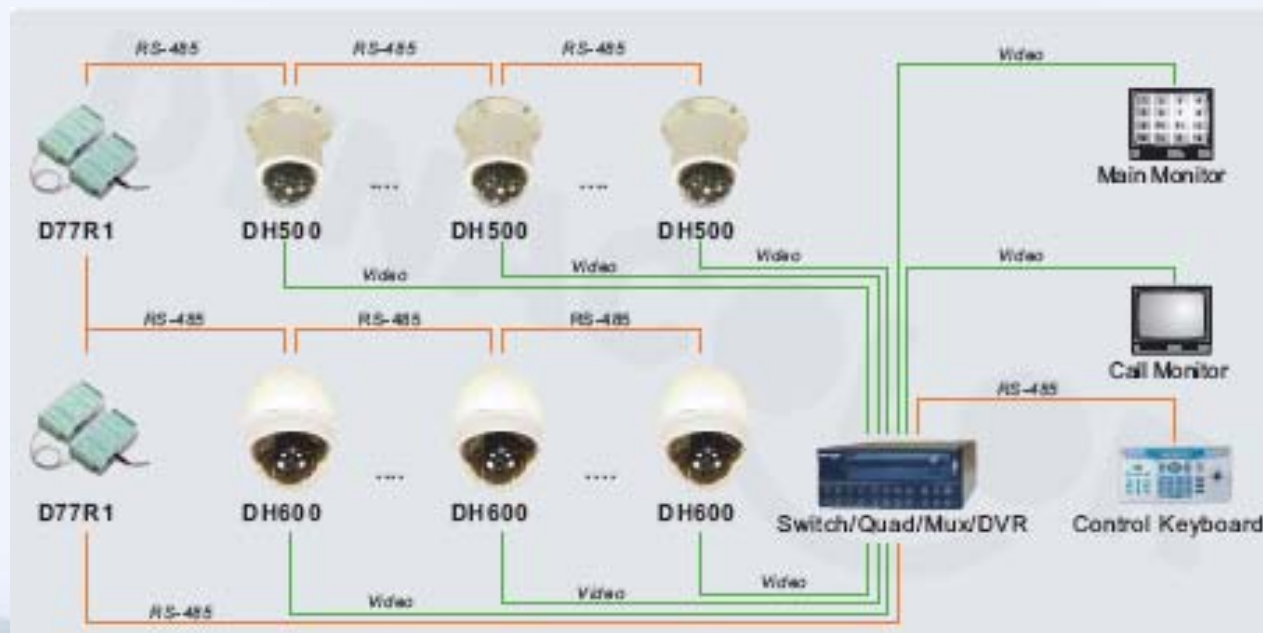 RS-485 RS-485 RS-485 Video
Main Monitor
D77R1 DH500 .... DH500 .... DH500
Video Video Video Video
Call Monitor
RS-485 RS-485 RS-485
RS-485
D77R1 DH600 .... DH600 .... DH600 Switch/Quad/Mux/DVR Control Keyboard
RS-485 Video Video Video